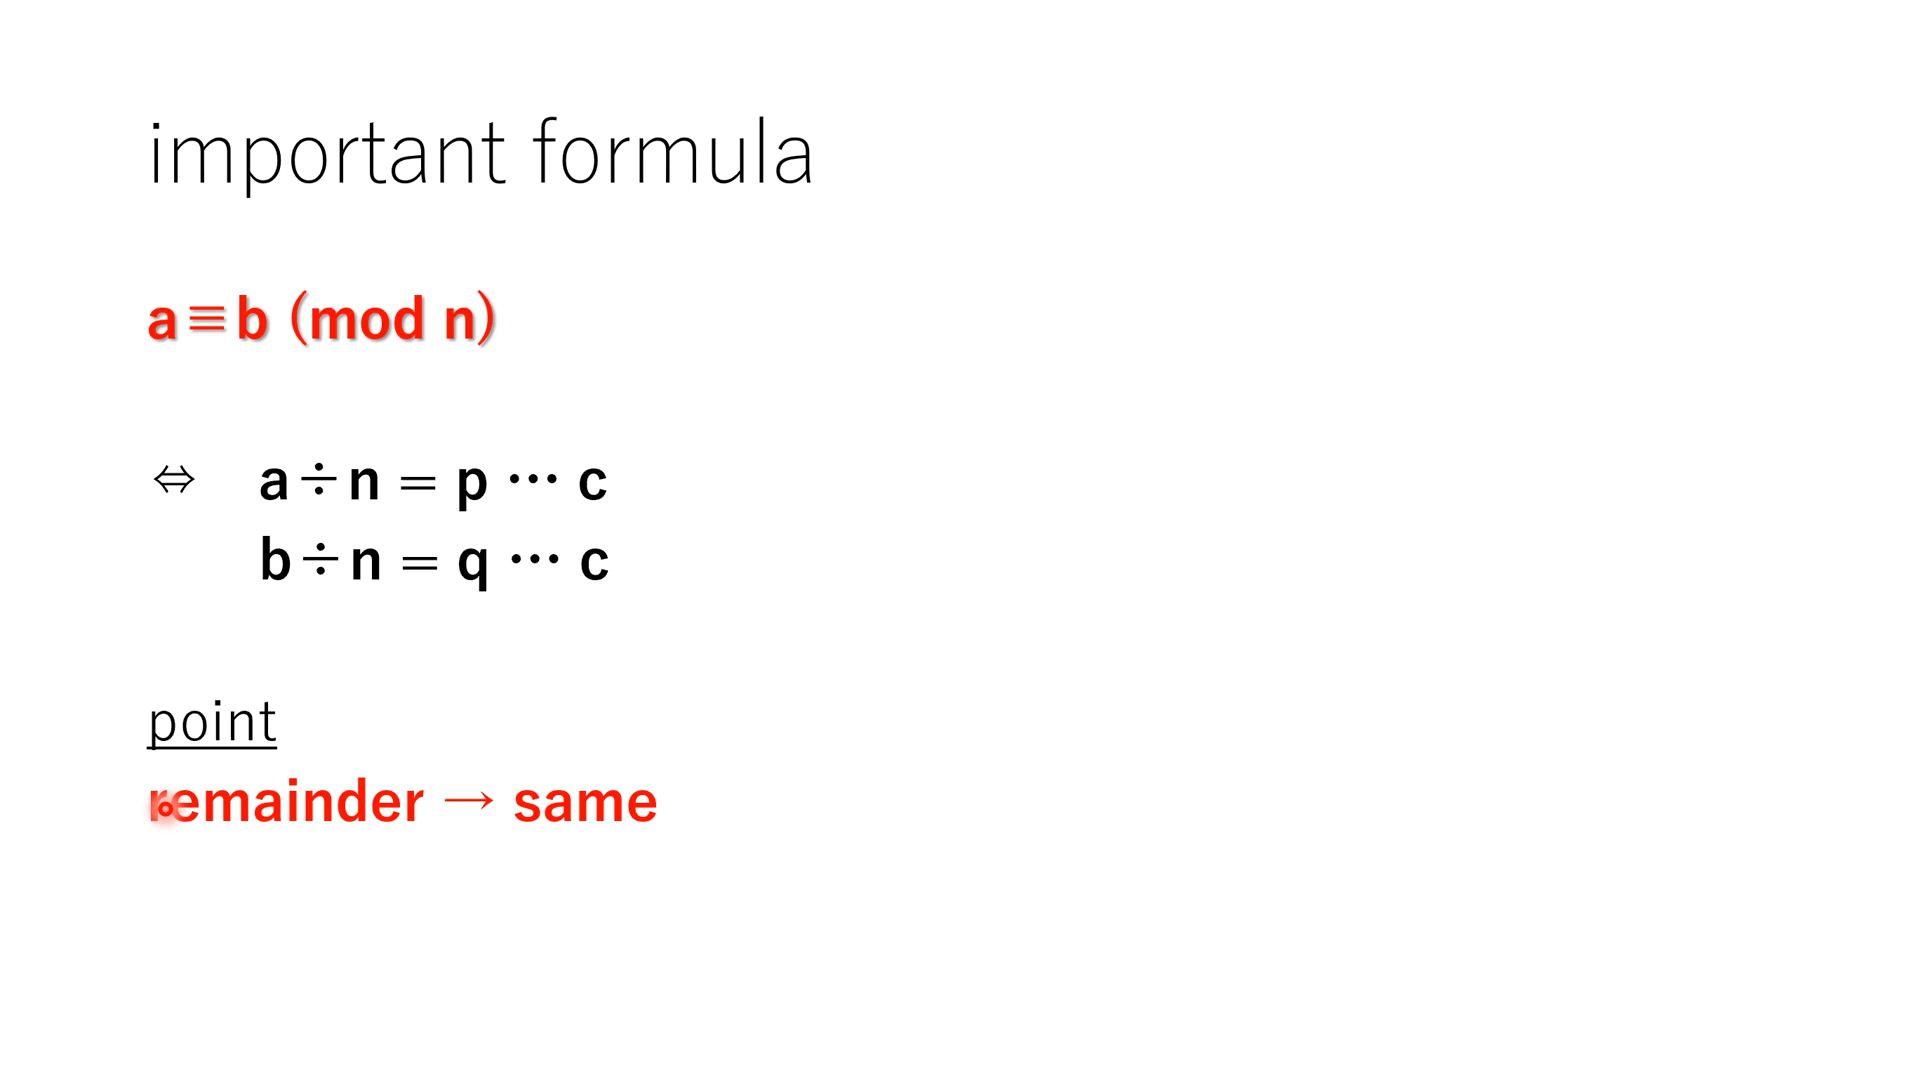 important formula
a≡b (mod n)
⇔ a÷n = p ⋯ c
b÷n = q ⋯ c
point
remainder → same